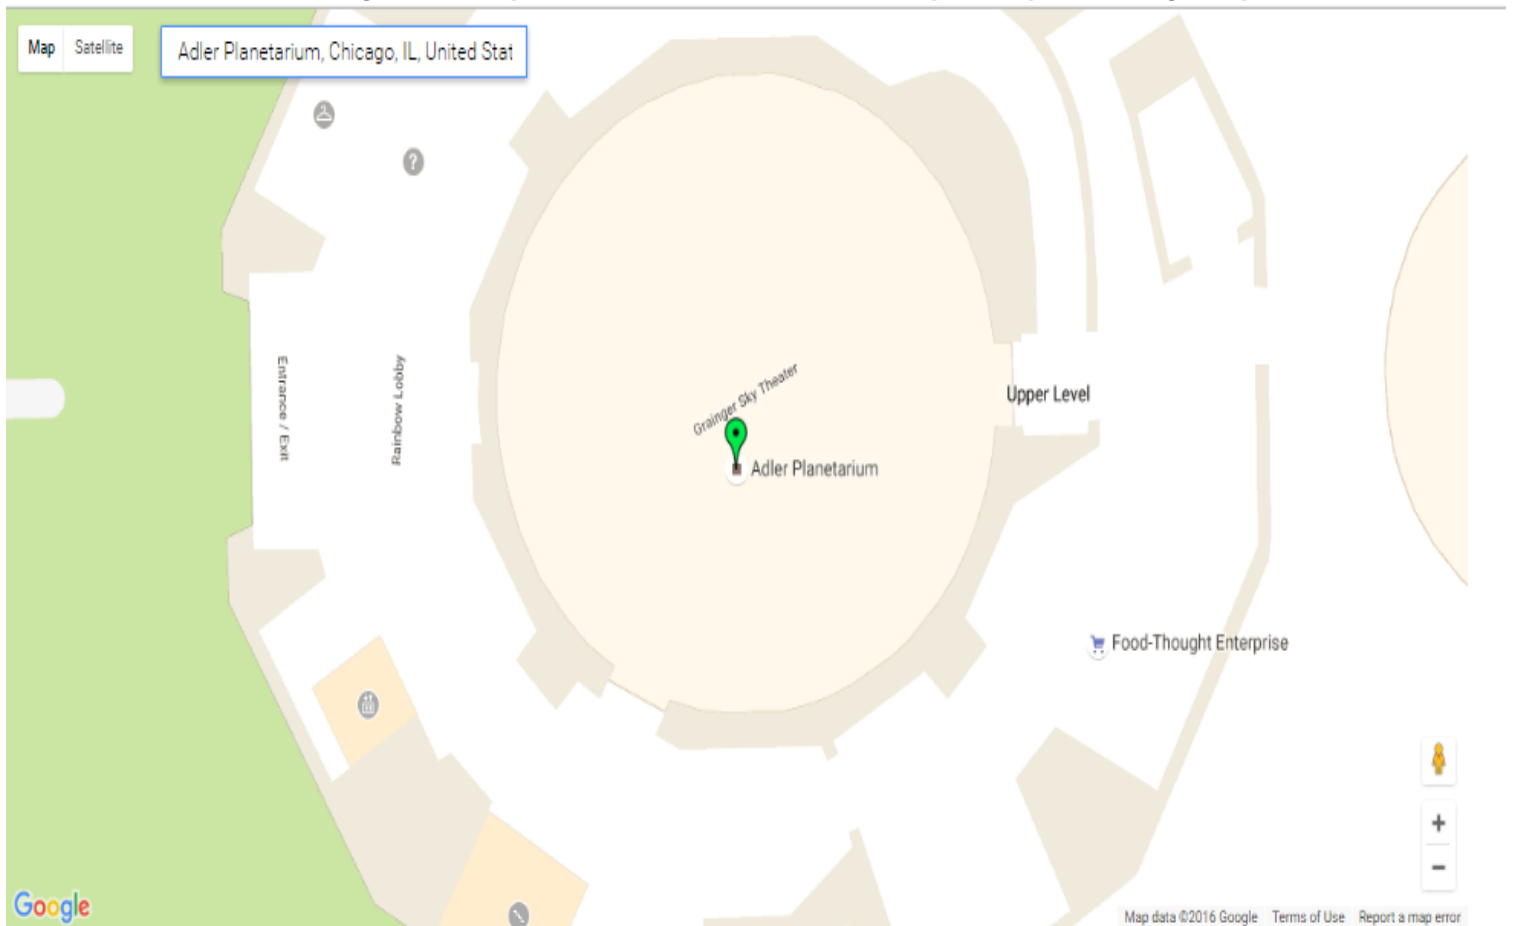 Map Satellite
Adler Planetarium, Chicago, IL, United Stat
?
Entrance / Exit
Rainbow Lobby
Grainger Sky Theater
Upper Level
Adler Planetarium
Food-Thought Enterprise
+
−
Google
Map data ©2016 Google Terms of Use Report a map error